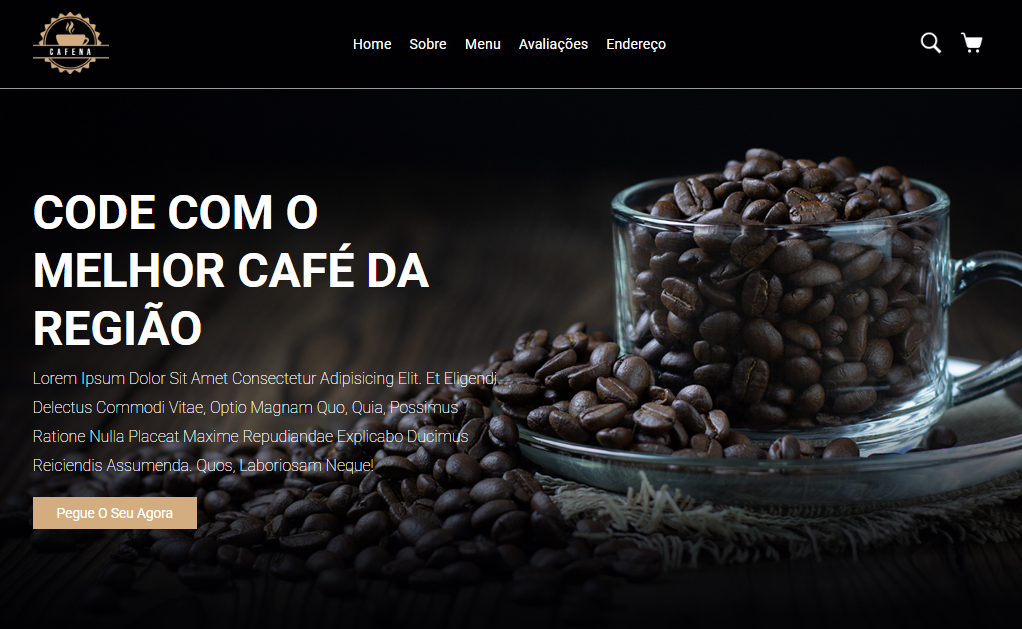 CAFENA
Home Sobre Menu Avaliações Endereço
CODE COM O
MELHOR CAFÉ DA
REGIÃO
Lorem Ipsum Dolor Sit Amet Consectetur Adipisicing Elit. Et Eligendi
Delectus Commodi Vitae, Optio Magnam Quo, Quia, Possimus
Ratione Nulla Placeat Maxime Repudiandae Explicabo Ducimus
Reiciendis Assumenda. Quos, Laboriosam Neque!
Pegue O Seu Agora